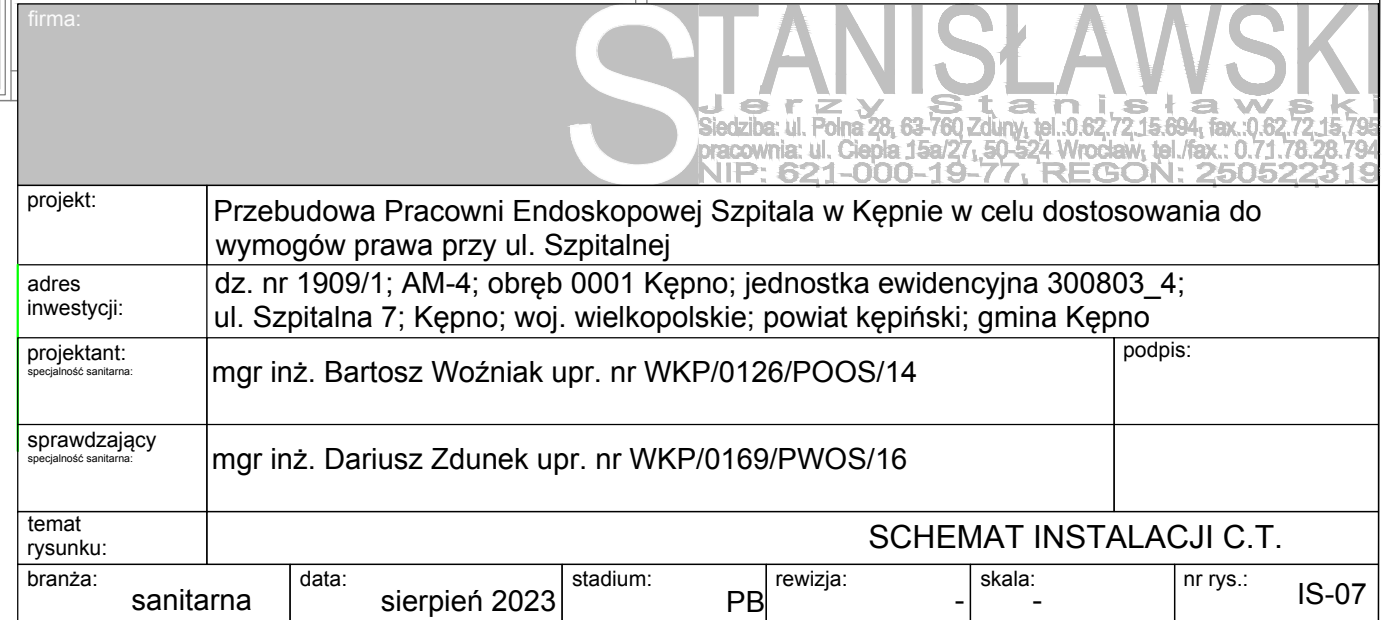 firma:
STANISŁAWSKI
Jerzy Stanisławski
Siedziba: ul. Polna 28, 63-760 Zduny, tel.:0.62.72.15.694, fax.:0.62.72.15.795
pracownia: ul. Ciepla 15a/27, 50-524 Wrocław, tel./fax.: 0.71.78.28.794
NIP: 621-000-19-77, REGON: 250522319
projekt:
Przebudowa Pracowni Endoskopowej Szpitala w Kępnie w celu dostosowania do
wymogów prawa przy ul. Szpitalnej
adres
inwestycji:
dz. nr 1909/1; AM-4; obręb 0001 Kępno; jednostka ewidencyjna 300803_4;
ul. Szpitalna 7; Kępno; woj. wielkopolskie; powiat kępiński; gmina Kępno
projektant:
specjalność sanitarna:
mgr inż. Bartosz Woźniak upr. nr WKP/0126/POOS/14
podpis:
sprawdzający
specjalność sanitarna:
mgr inż. Dariusz Zdunek upr. nr WKP/0169/PWOS/16
temat
rysunku:
SCHEMAT INSTALACJI C.T.
branża:
sanitarna
data:
sierpień 2023
stadium:
PB
rewizja:
-
skala:
-
nr rys.:
IS-07